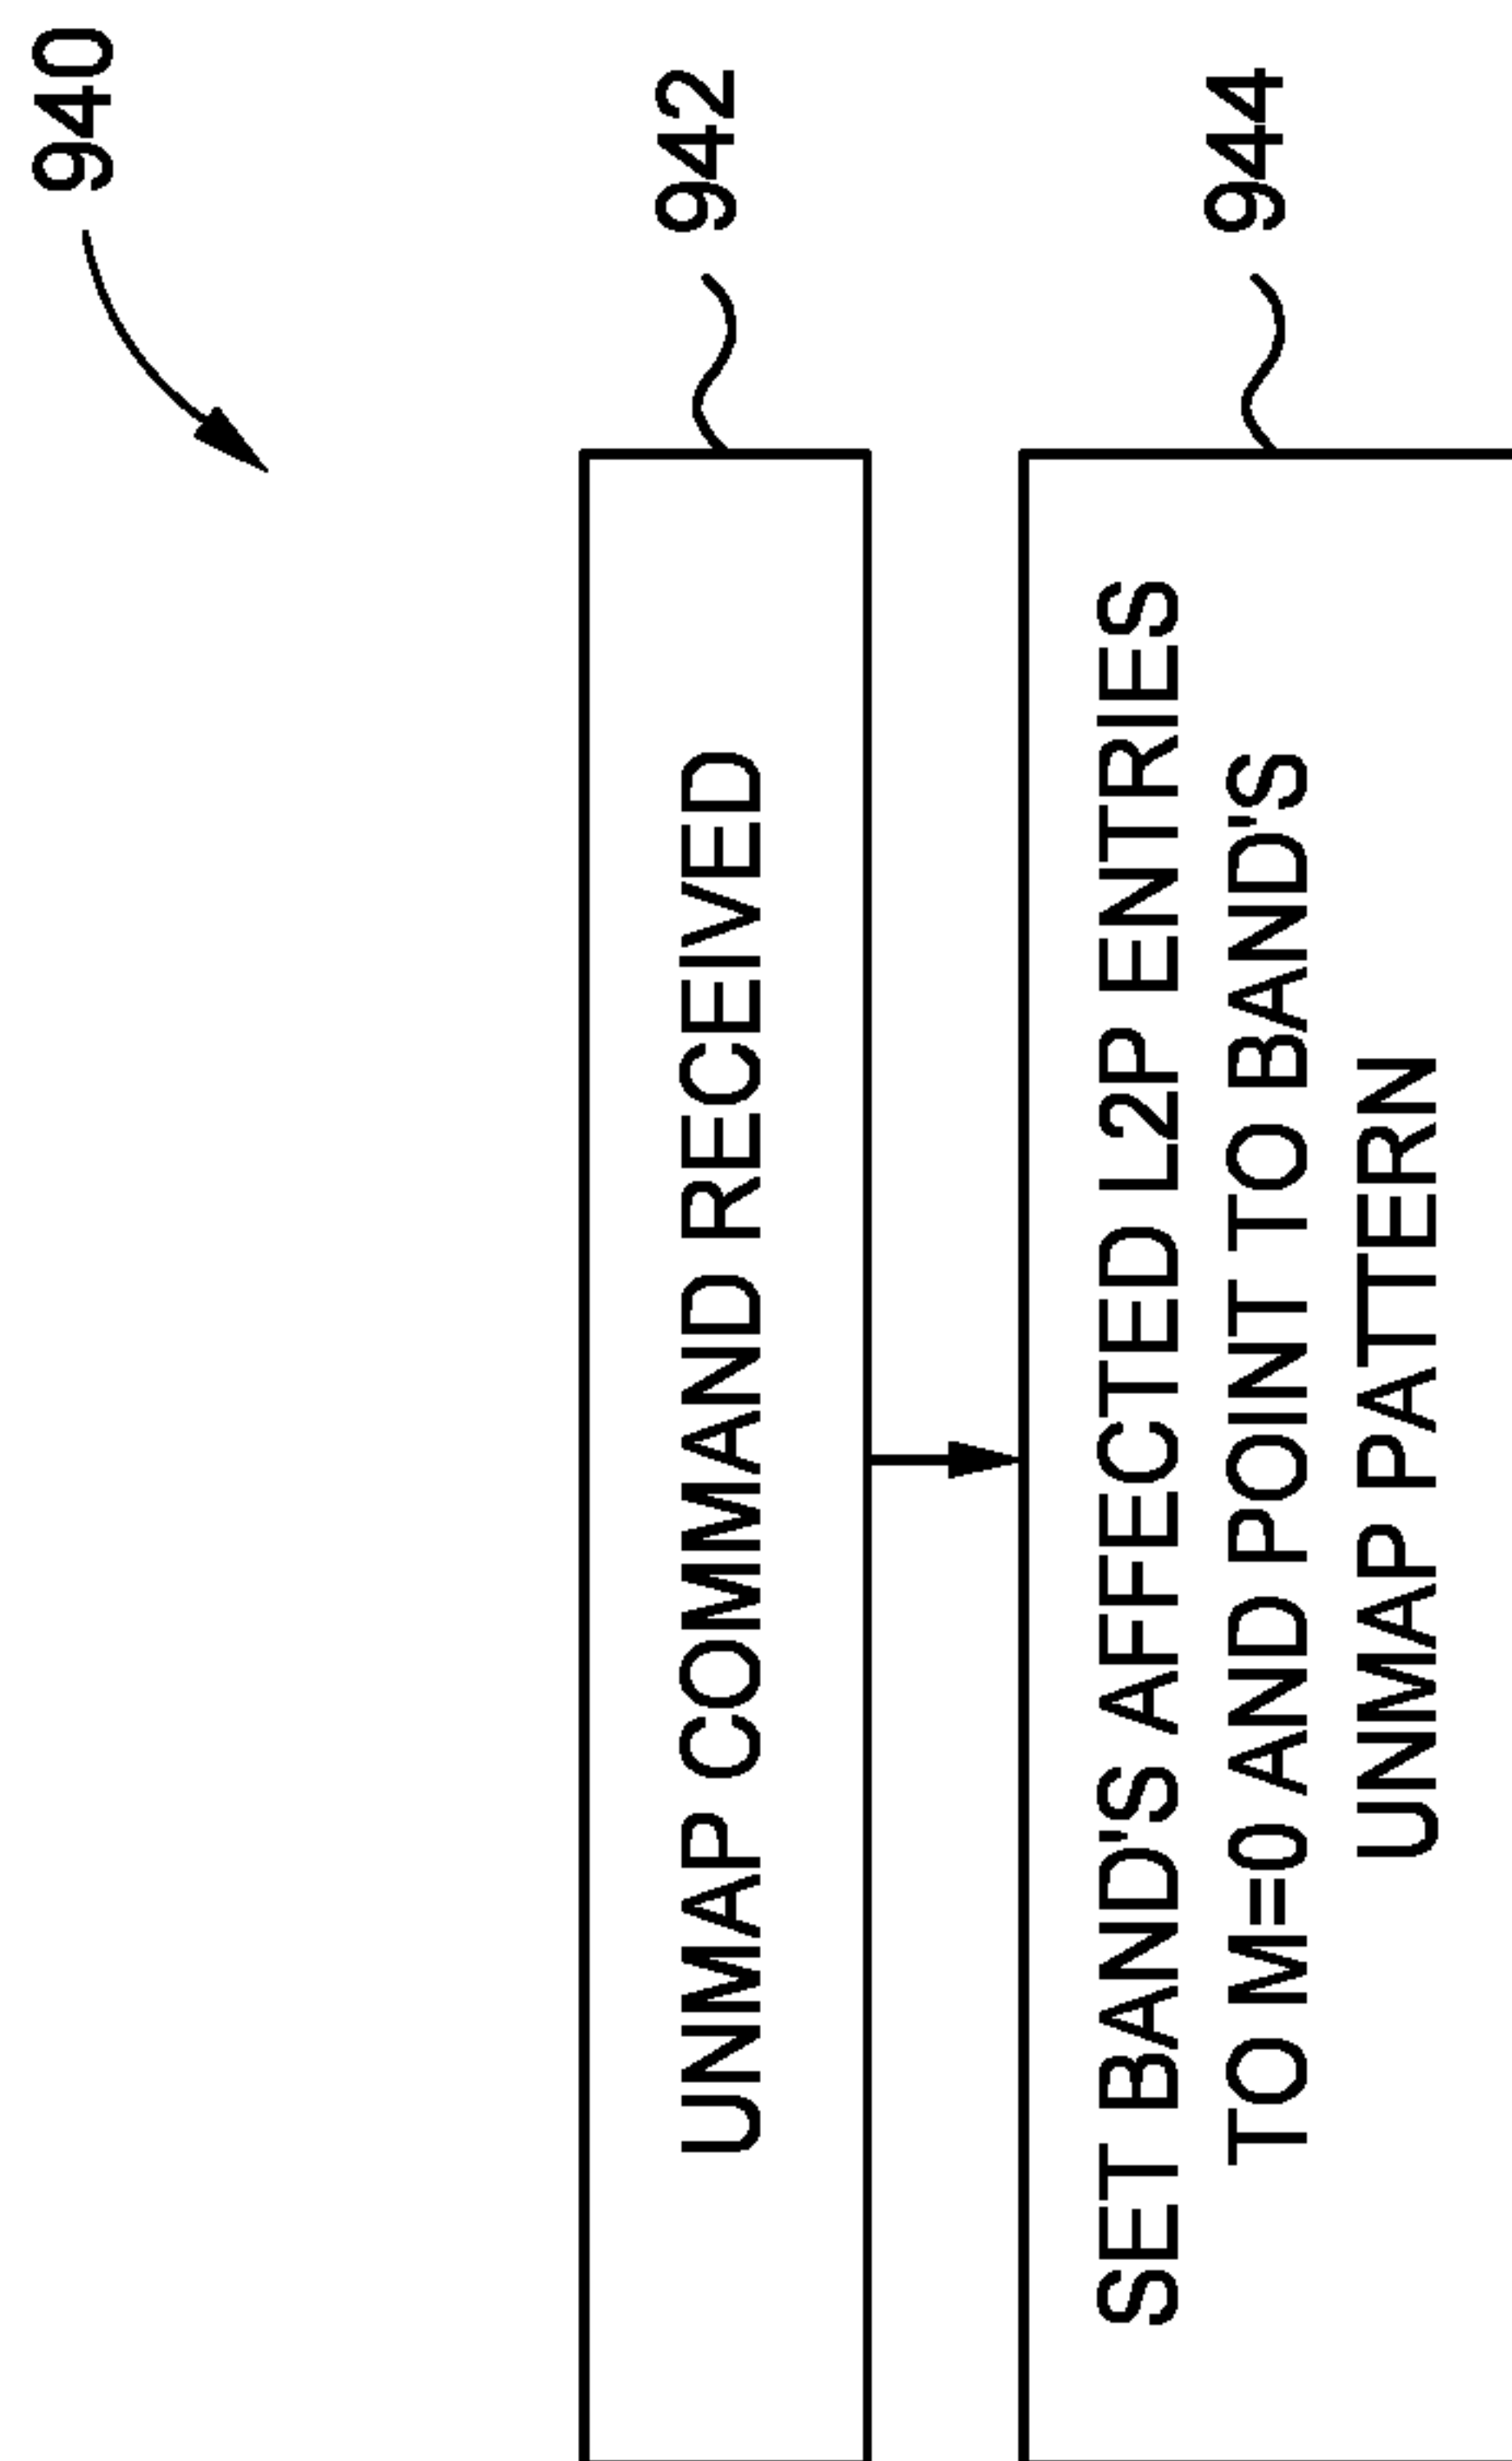 940
UNMAP COMMAND RECEIVED
942
SET BAND'S AFFECTED L2P ENTRIES
TO M=0 AND POINT TO BAND'S
UNMAP PATTERN
944